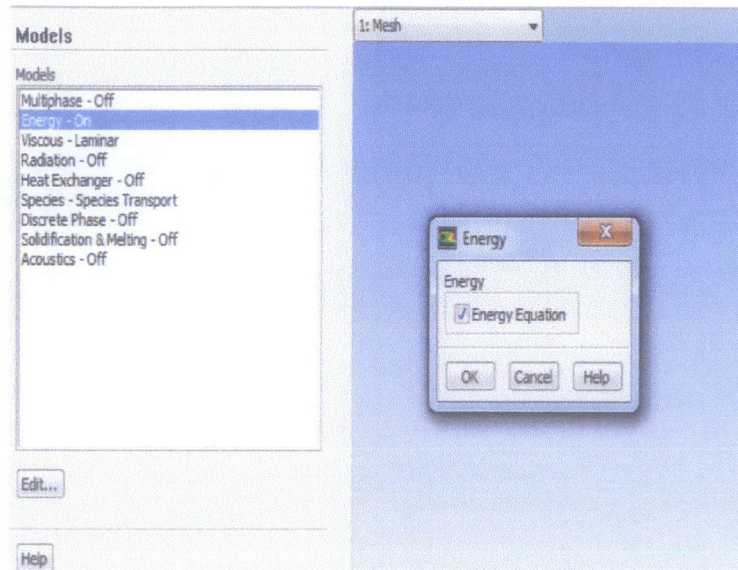 Models
Models
Multiphase - Off
Energy - On
Viscous - Laminar
Radiation - Off
Heat Exchanger - Off
Species - Species Transport
Discrete Phase - Off
Solidification & Melting - Off
Acoustics - Off
Edit...
Help
1: Mesh
Energy
Energy
Energy Equation
OK Cancel Help